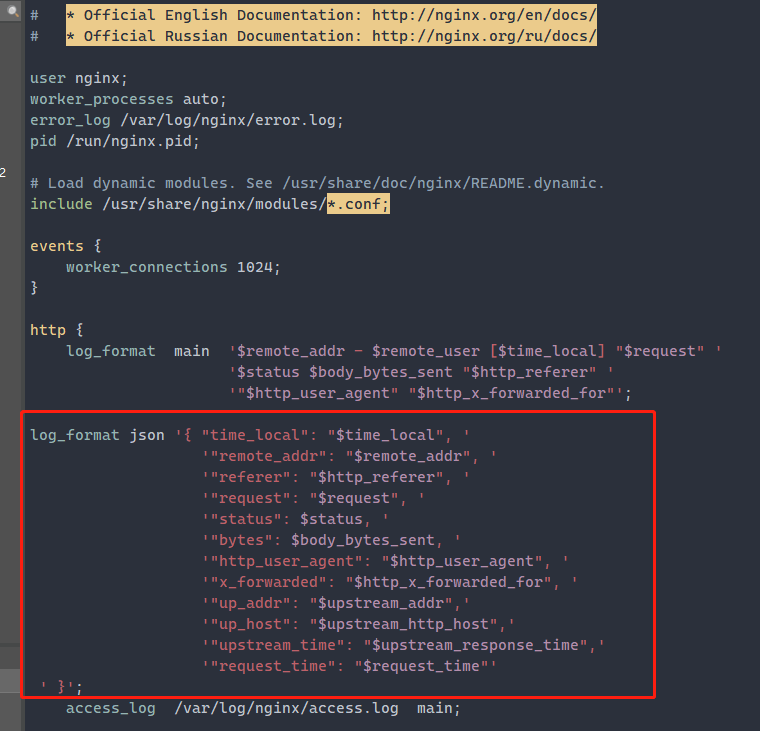 #   * Official English Documentation: http://nginx.org/en/docs/
#   * Official Russian Documentation: http://nginx.org/ru/docs/
user nginx;
worker_processes auto;
error_log /var/log/nginx/error.log;
pid /run/nginx.pid;
2
# Load dynamic modules. See /usr/share/doc/nginx/README.dynamic.
include /usr/share/nginx/modules/*.conf;
events {
    worker_connections 1024;
}
http {
    log_format  main  '$remote_addr - $remote_user [$time_local] "$request" '
                      '$status $body_bytes_sent "$http_referer" '
                      '"$http_user_agent" "$http_x_forwarded_for"';
log_format json '{ "time_local": "$time_local", '
                   '"remote_addr": "$remote_addr", '
                   '"referer": "$http_referer", '
                   '"request": "$request", '
                   '"status": $status, '
                   '"bytes": $body_bytes_sent, '
                   '"http_user_agent": "$http_user_agent", '
                   '"x_forwarded": "$http_x_forwarded_for", '
                   '"up_addr": "$upstream_addr",'
                   '"up_host": "$upstream_http_host",'
                   '"upstream_time": "$upstream_response_time",'
                   '"request_time": "$request_time"'
 ' }';
    access_log  /var/log/nginx/access.log  main;